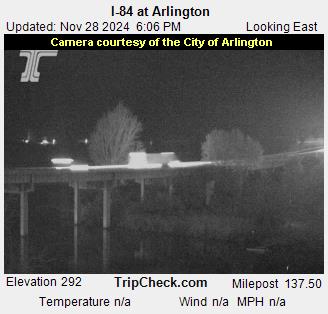 I-84 at Arlington
Updated: Nov 28 2024 6:06 PM Looking East
Camera courtesy of the City of Arlington
Elevation 292 TripCheck.com Milepost 137.50
Temperature n/a Wind n/a MPH n/a